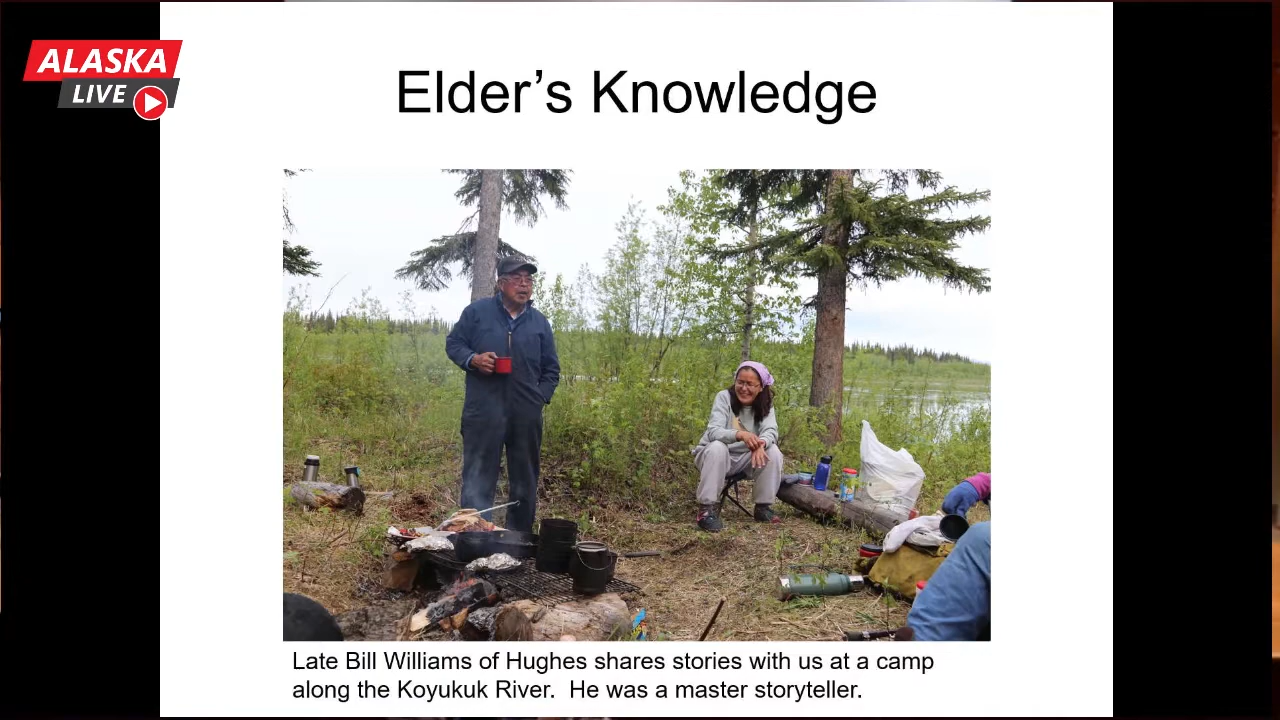 ALASKA
LIVE
Elder’s Knowledge
Late Bill Williams of Hughes shares stories with us at a camp
along the Koyukuk River.  He was a master storyteller.